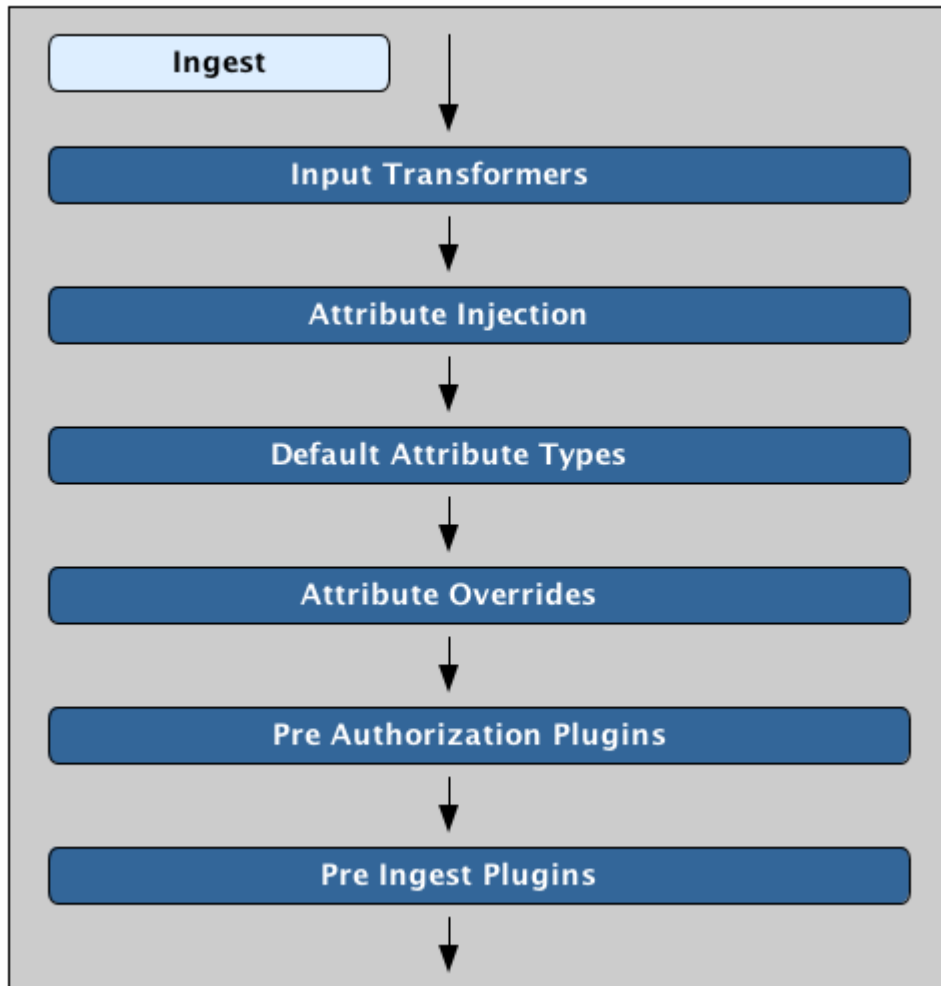 Ingest
Input Transformers
Attribute Injection
Default Attribute Types
Attribute Overrides
Pre Authorization Plugins
Pre Ingest Plugins